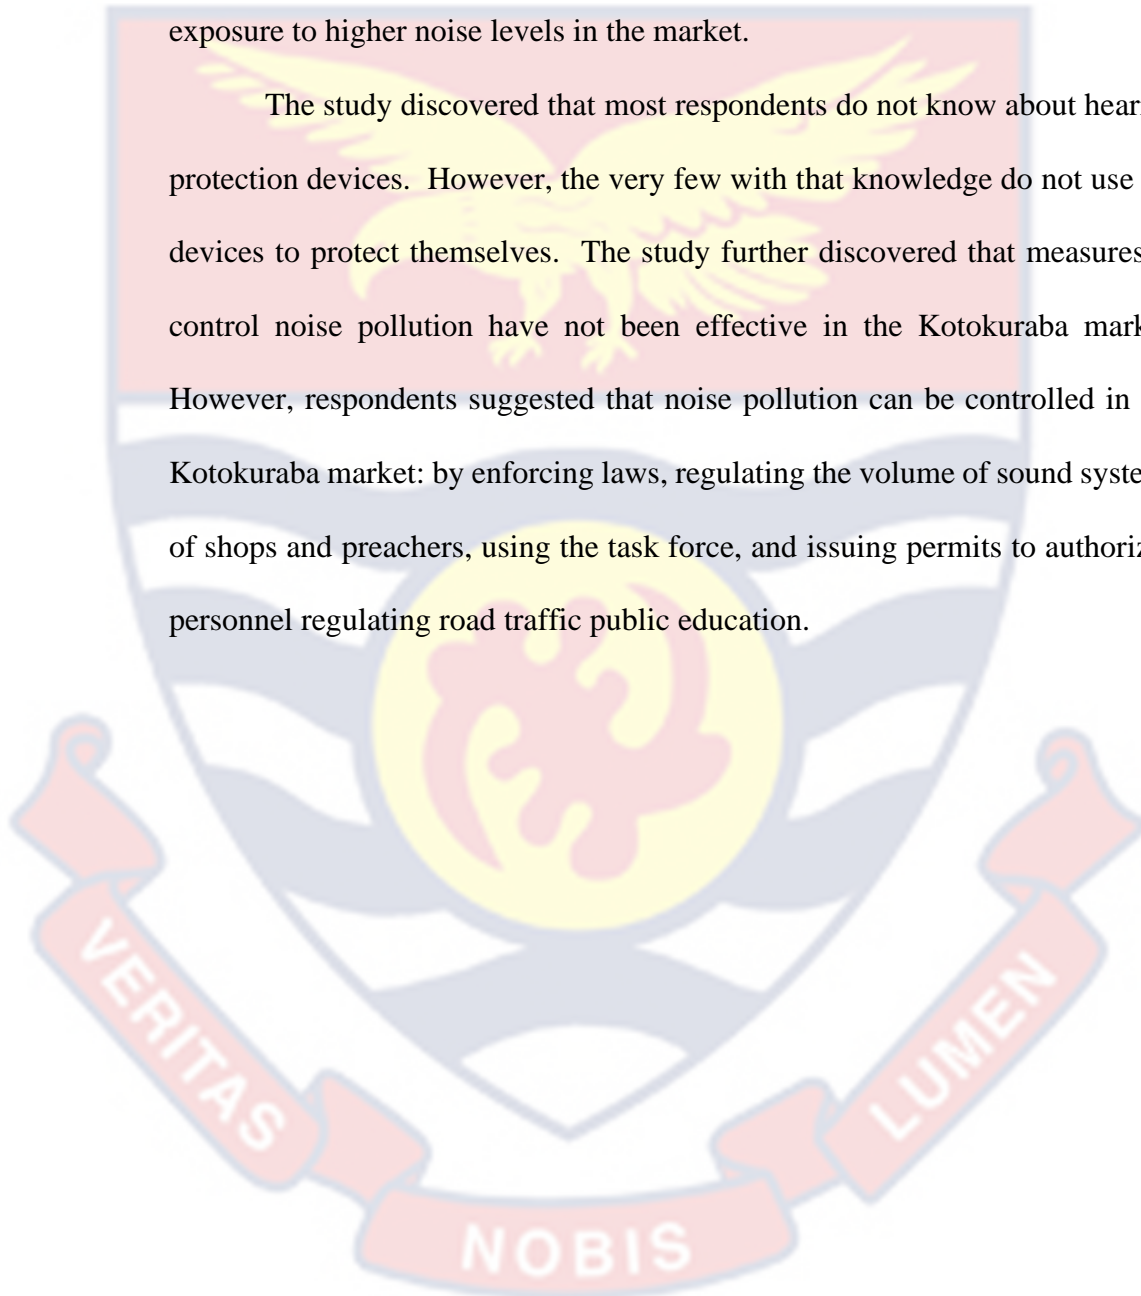 exposure to higher noise levels in the market.
The study discovered that most respondents do not know about hear
protection devices. However, the very few with that knowledge do not use
devices to protect themselves. The study further discovered that measures
control noise pollution have not been effective in the Kotokuraba mark
However, respondents suggested that noise pollution can be controlled in
Kotokuraba market: by enforcing laws, regulating the volume of sound syste
of shops and preachers, using the task force, and issuing permits to authoriz
personnel regulating road traffic public education.
VERITAS
NOBIS
LUMEN